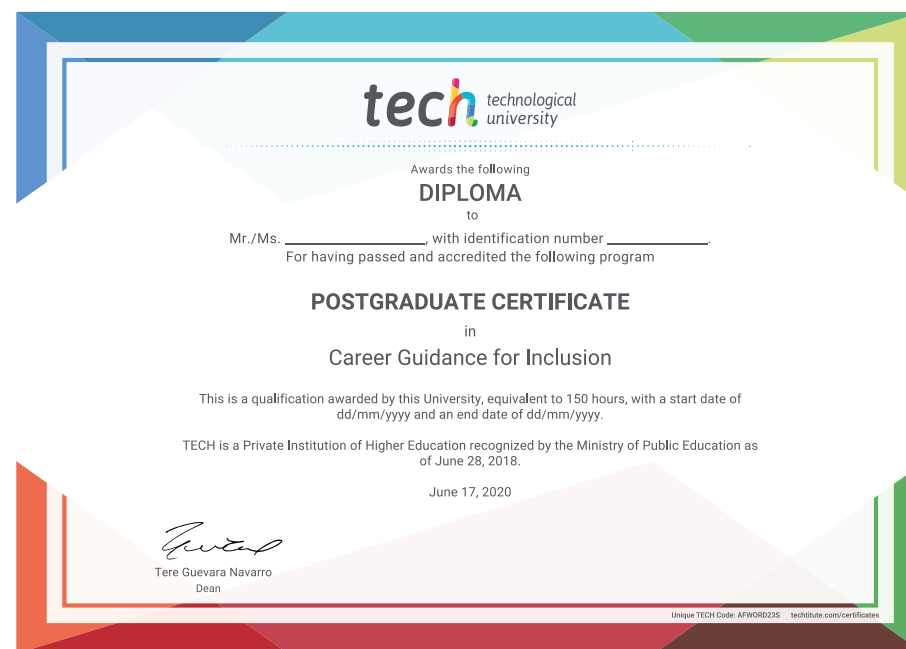 tech technological
university
Awards the following
DIPLOMA
to
Mr./Ms. ____________________, with identification number ______________.
For having passed and accredited the following program
POSTGRADUATE CERTIFICATE
in
Career Guidance for Inclusion
This is a qualification awarded by this University, equivalent to 150 hours, with a start date of
dd/mm/yyyy and an end date of dd/mm/yyyy.
TECH is a Private Institution of Higher Education recognized by the Ministry of Public Education as
of June 28, 2018.
June 17, 2020
Tere Guevara Navarro
Dean
Unique TECH Code: AFWORD23S techtitute.com/certificates